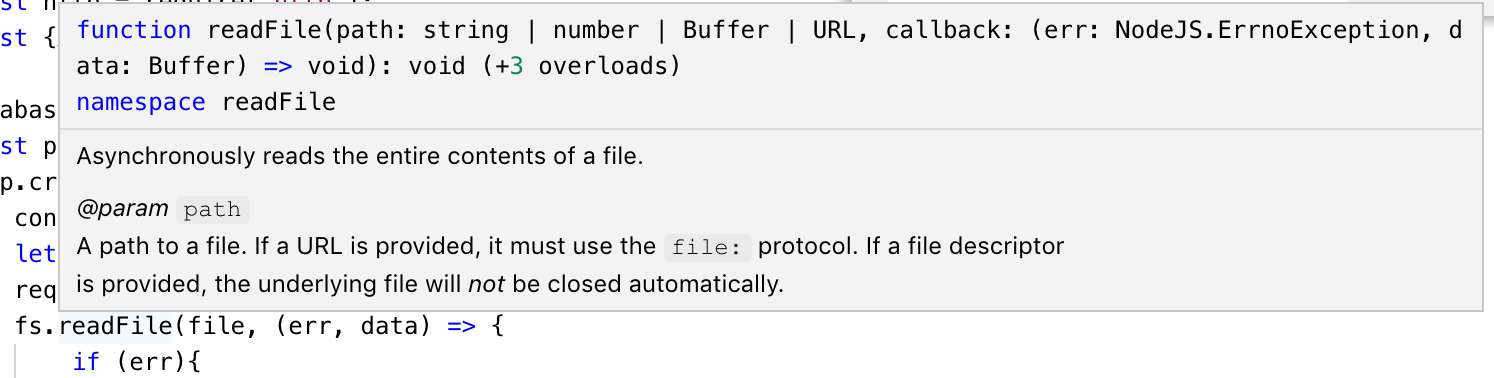 function readFile(path: string | number | Buffer | URL, callback: (err: NodeJS.ErrnoException, d
ata: Buffer) => void): void (+3 overloads)
namespace readFile
Asynchronously reads the entire contents of a file.
@param path
A path to a file. If a URL is provided, it must use the file: protocol. If a file descriptor
is provided, the underlying file will not be closed automatically.
st {
abas
st p
p.cr
con
let
req
fs.readFile(file, (err, data) => {
if (err){